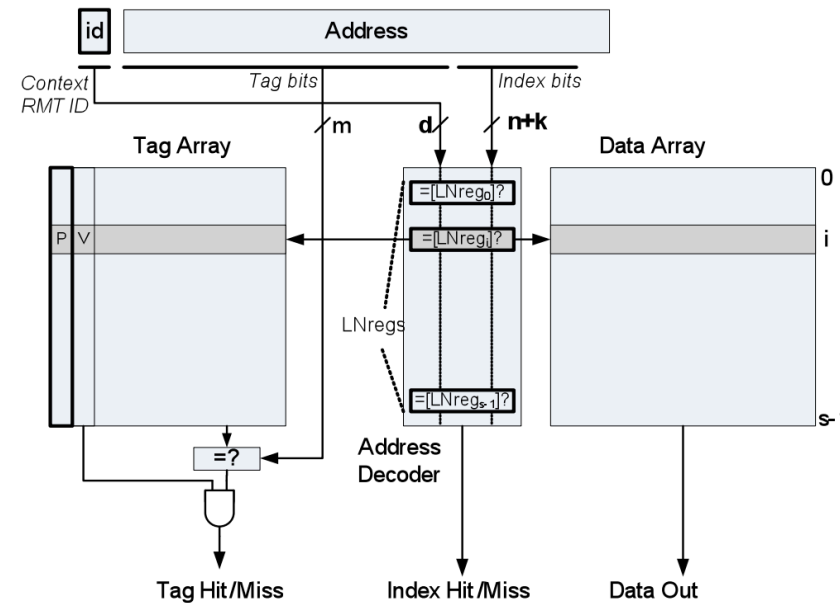 id
Address
Context
RMT ID
Tag bits
Index bits
m
d
n+k
Tag Array
Data Array
0
=[LNreg0]?
P
V
=[LNregi]?
i
LNregs
=[LNregs-1]?
s-
=?
Address
Decoder
Tag Hit/Miss
Index Hit/Miss
Data Out